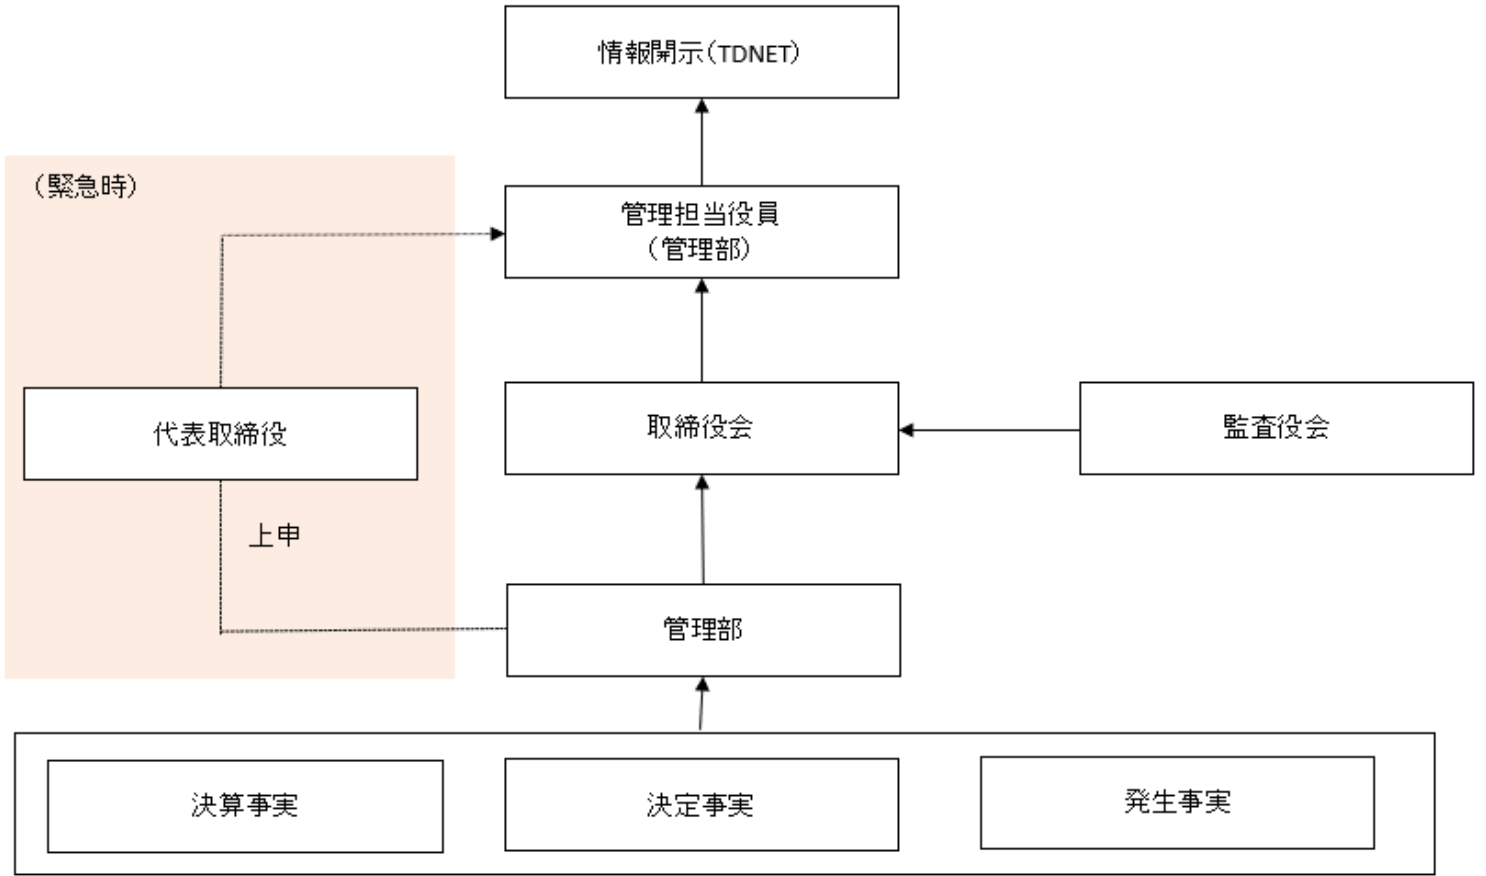 情報開示（TDNET）
（緊急時）
管理担当役員
（管理部）
代表取締役
取締役会
監査役会
上申
管理部
決算事実
決定事実
発生事実